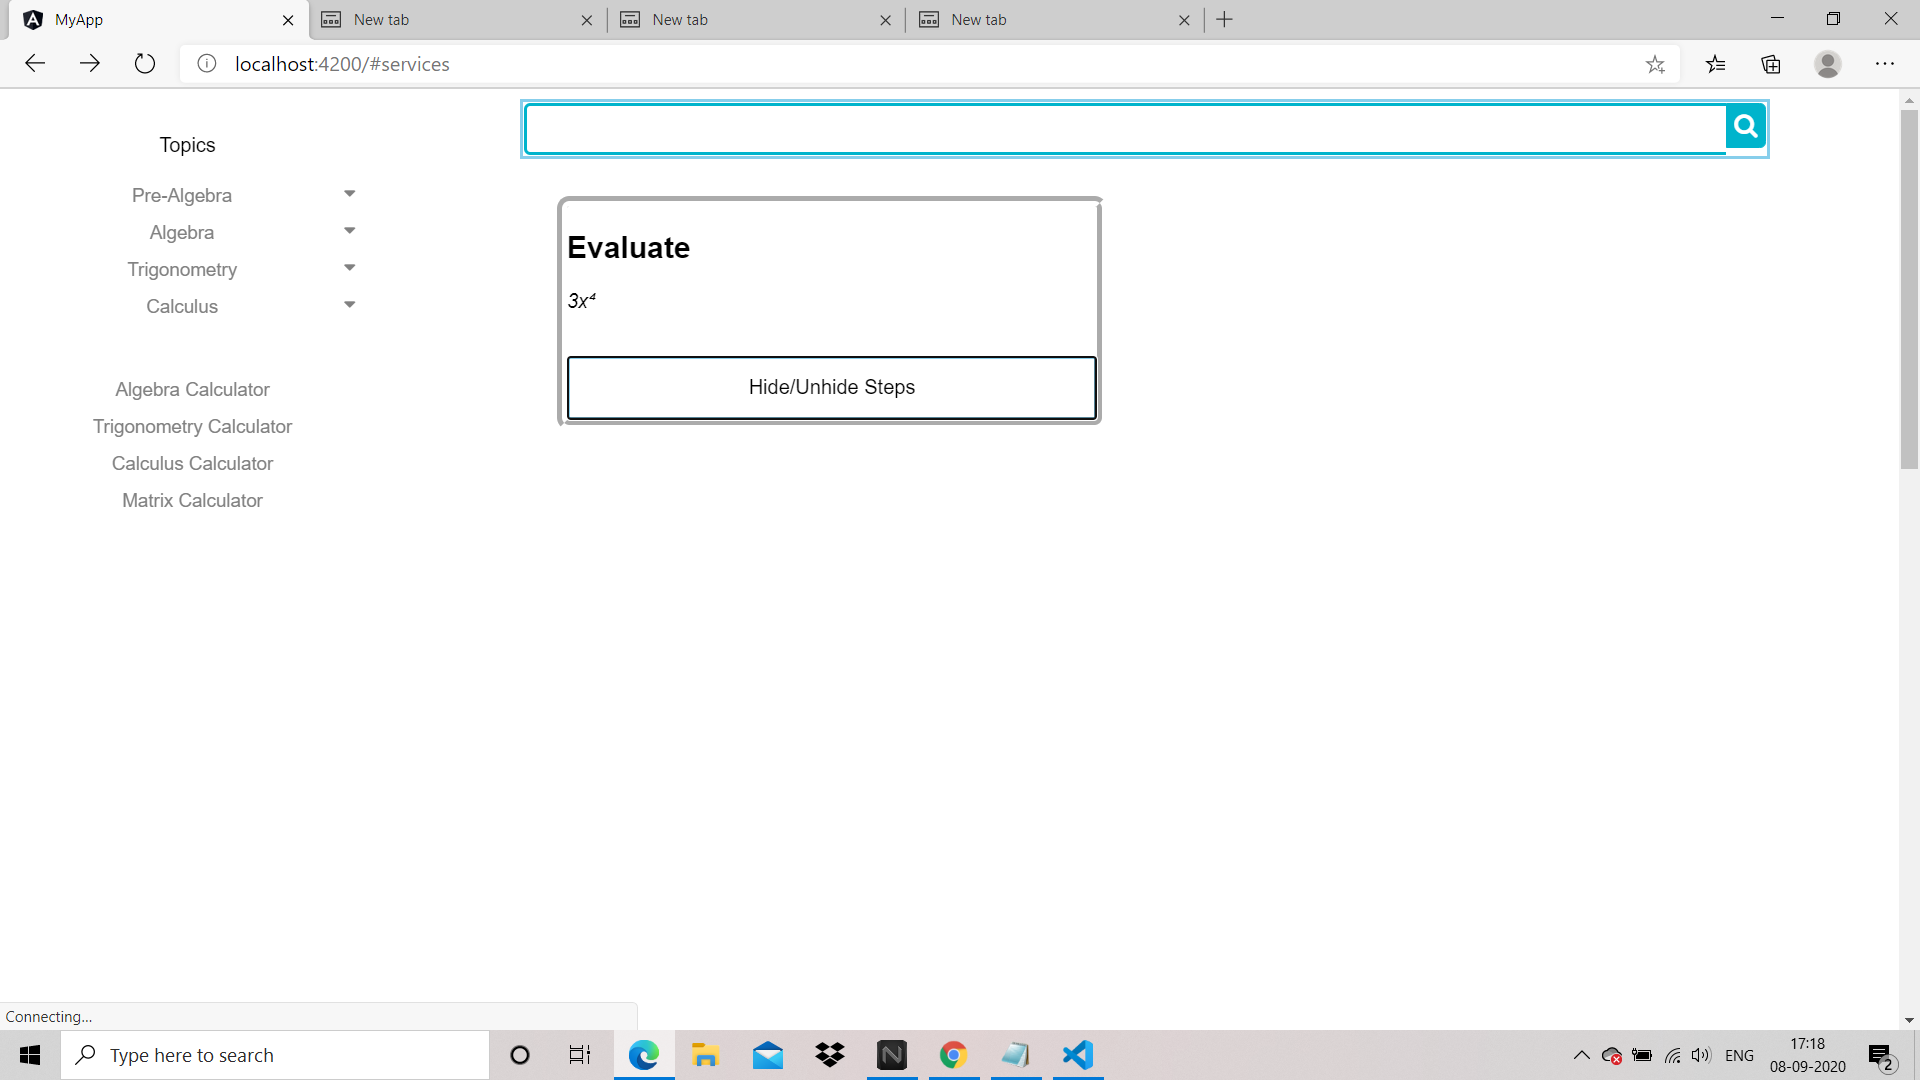 MyApp
New tab
New tab
New tab
localhost:4200/#services
Topics
Pre-Algebra
Algebra
Trigonometry
Calculus
Algebra Calculator
Trigonometry Calculator
Calculus Calculator
Matrix Calculator
Evaluate
3x⁴
Hide/Unhide Steps
Connecting...
Type here to search
ENG
17:18
08-09-2020
2